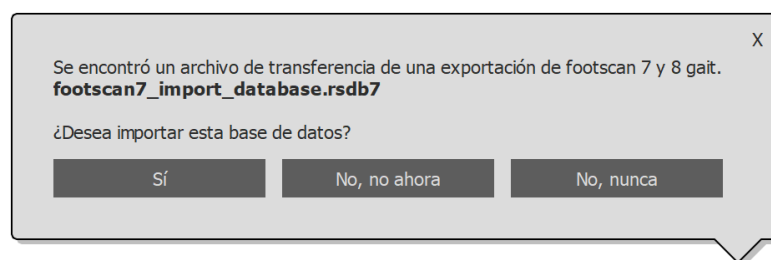 X
Se encontró un archivo de transferencia de una exportación de footscan 7 y 8 gait.
footscan7_import_database.rsdb7
¿Desea importar esta base de datos?
Sí
No, no ahora
No, nunca